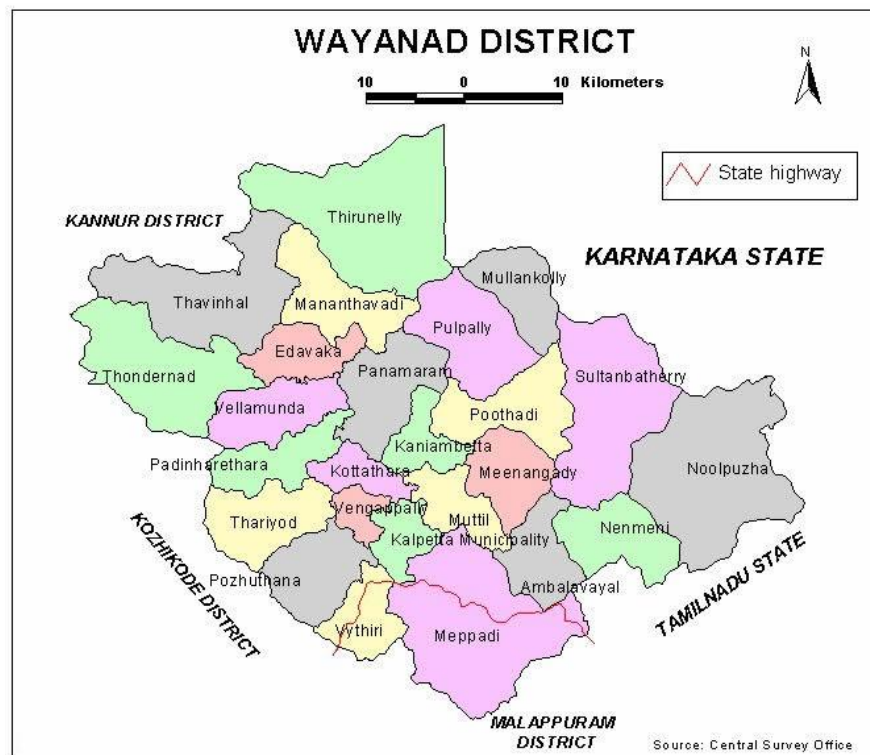 WAYANAD DISTRICT
10 0 10 Kilometers
N
State highway
KANNUR DISTRICT
Thirunelly
KARNATAKA STATE
Mullankolly
Thavinhal
Mananthavadi
Pulpally
Edavaka
Panamaram
Sultanbatherry
Thondernad
Vellamunda
Poothadi
Kaniambetta
Padinharethara
Kottathara
Meenangady
Noolpuzha
Vengappally
Thariyod
Muttil
Nenmeni
Kalpetta Municipality
KOZHIKODE DISTRICT
Pozhuthana
Ambalavayal
TAMILNADU STATE
Vythiri
Meppadi
MALAPPURAM
DISTRICT
Source: Central Survey Office